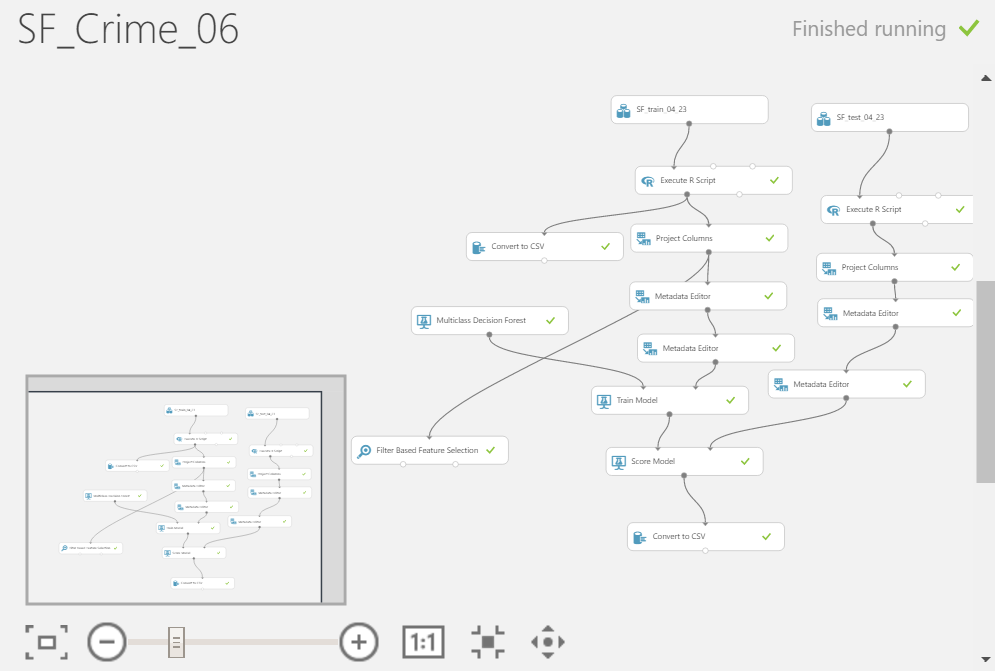 SF_Crime_06
Finished running
SF_train_04_23
SF_test_04_23
Execute R Script
Execute R Script
Convert to CSV
Project Columns
Project Columns
Metadata Editor
Metadata Editor
Multiclass Decision Forest
Metadata Editor
Metadata Editor
Train Model
Filter Based Feature Selection
Score Model
Convert to CSV
1:1